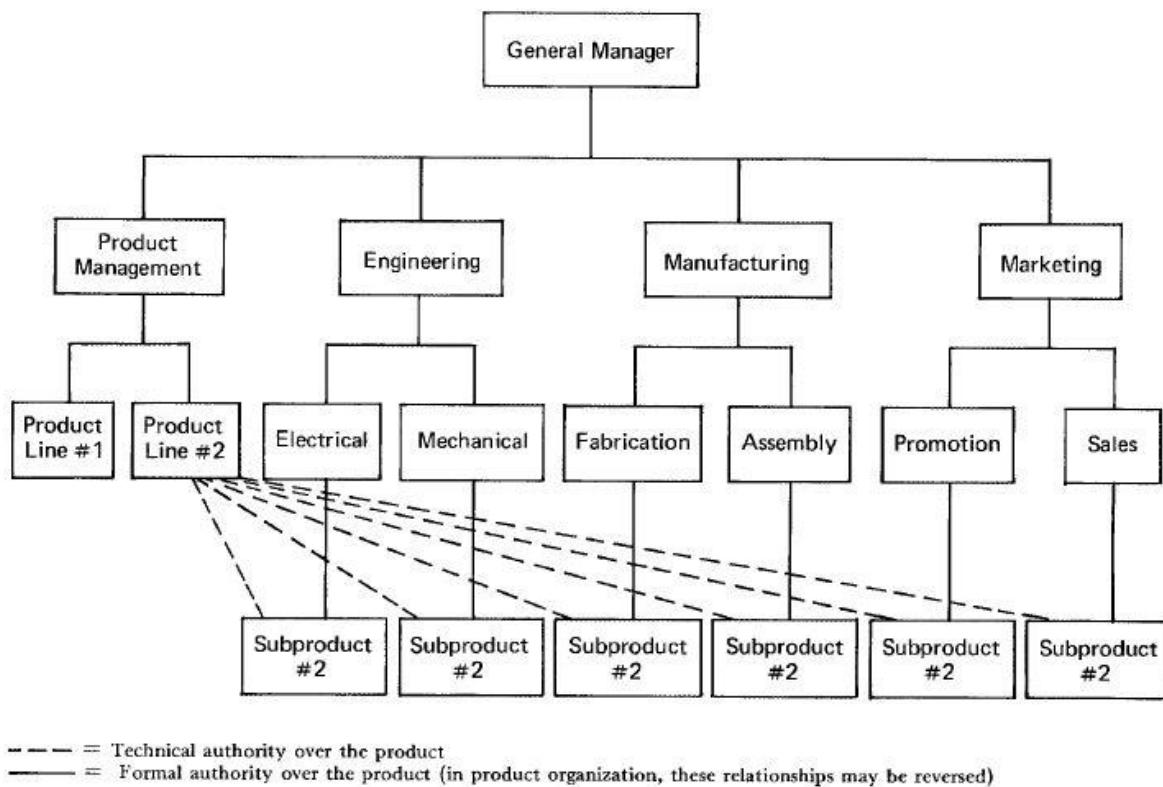 General Manager
Product
Management
Engineering
Manufacturing
Marketing
Product
Line #1
Product
Line #2
Electrical
Mechanical
Fabrication
Assembly
Promotion
Sales
Subproduct
#2
Subproduct
#2
Subproduct
#2
Subproduct
#2
Subproduct
#2
Subproduct
#2
= Technical authority over the product
= Formal authority over the product (in product organization, these relationships may be reversed)